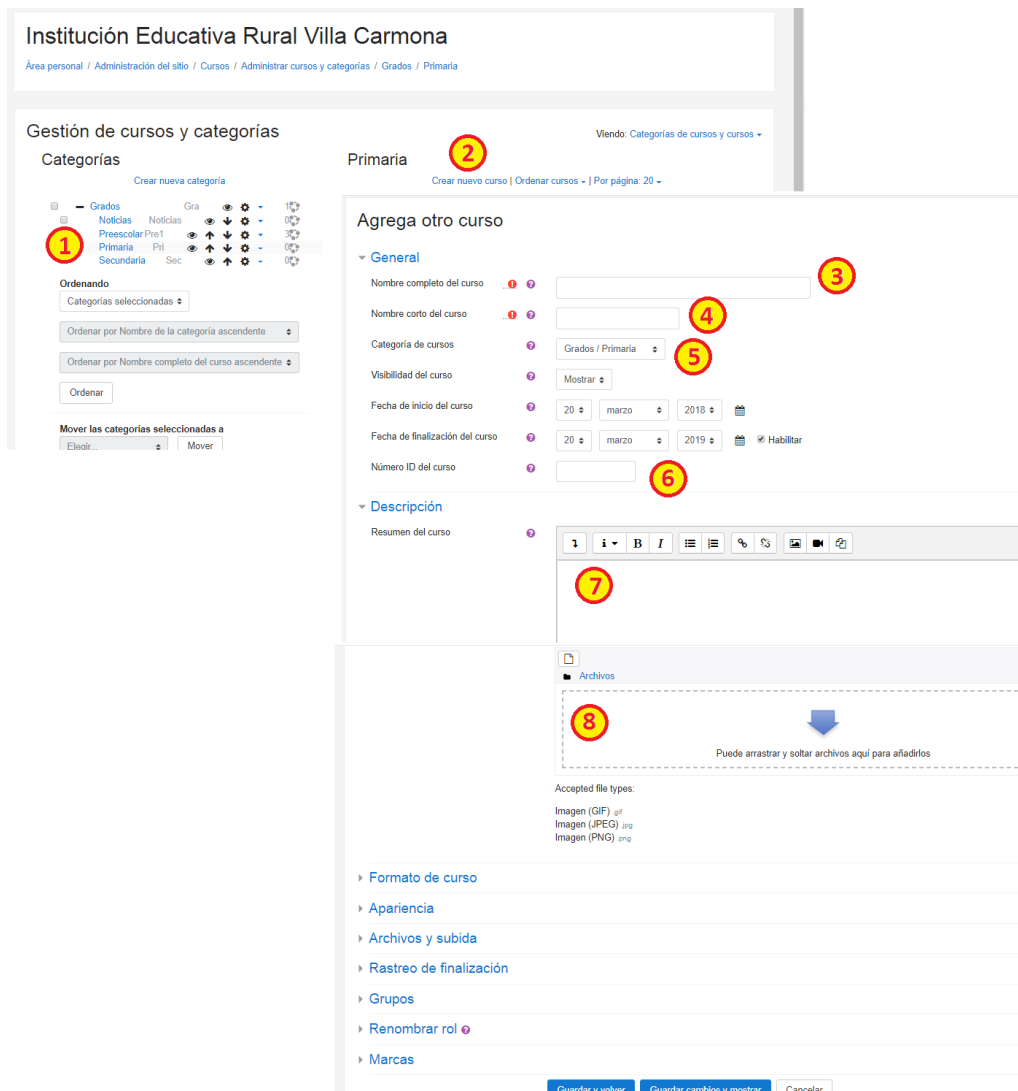 Institución Educativa Rural Villa Carmona
Área personal / Administración del sitio / Cursos / Administrar cursos y categorías / Grados / Primaria
Gestión de cursos y categorías
Viendo: Categorías de cursos y cursos
Categorías
Crear nueva categoría
Grados Gra 1
Noticias Noticias 0
Preescolar Pre1 3
1
Primaria Pri 0
Secundaria Sec 0
Ordenando
Categorías seleccionadas
Ordenar por Nombre de la categoría ascendente
Ordenar por Nombre completo del curso ascendente
Ordenar
Mover las categorías seleccionadas a
Elegir... Mover
Primaria
2
Crear nuevo curso | Ordenar cursos | Por página: 20
Agrega otro curso
General
Nombre completo del curso
3
Nombre corto del curso
4
Categoría de cursos Grados / Primaria
5
Visibilidad del curso Mostrar
Fecha de inicio del curso 20 marzo 2018
Fecha de finalización del curso 20 marzo 2019 Habilitar
Número ID del curso
6
Descripción
Resumen del curso
i B I
7
Archivos
8
Puede arrastrar y soltar archivos aquí para añadirlos
Accepted file types:
Imagen (GIF) .gif
Imagen (JPEG) .jpg
Imagen (PNG) .png
Formato de curso
Apariencia
Archivos y subida
Rastreo de finalización
Grupos
Renombrar rol
Marcas
Guardar y volver Guardar cambios y mostrar Cancelar